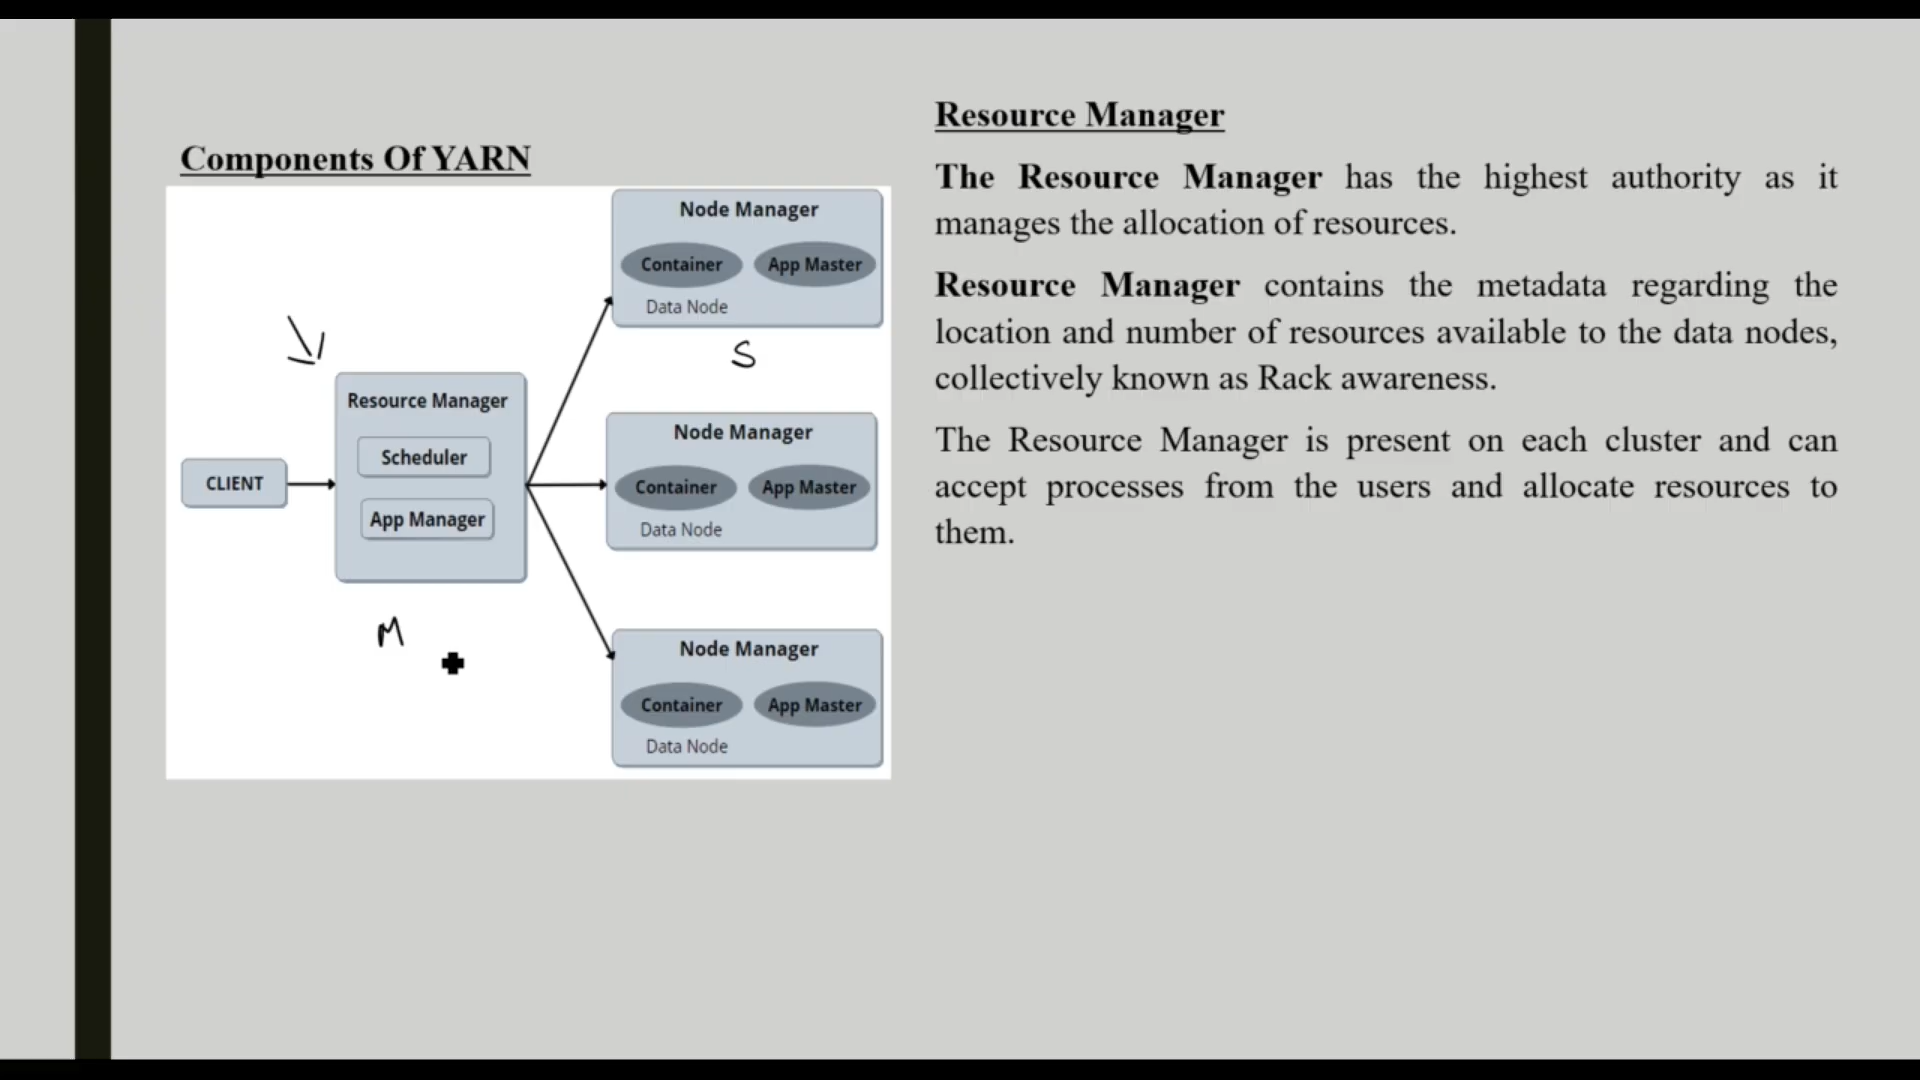 Components Of YARN
Node Manager
Container App Master
Data Node
S
Resource Manager
Scheduler
App Manager
CLIENT
M
Node Manager
Container App Master
Data Node
Node Manager
Container App Master
Data Node
Resource Manager
The Resource Manager has the highest authority as it
manages the allocation of resources.
Resource Manager contains the metadata regarding the
location and number of resources available to the data nodes,
collectively known as Rack awareness.
The Resource Manager is present on each cluster and can
accept processes from the users and allocate resources to
them.